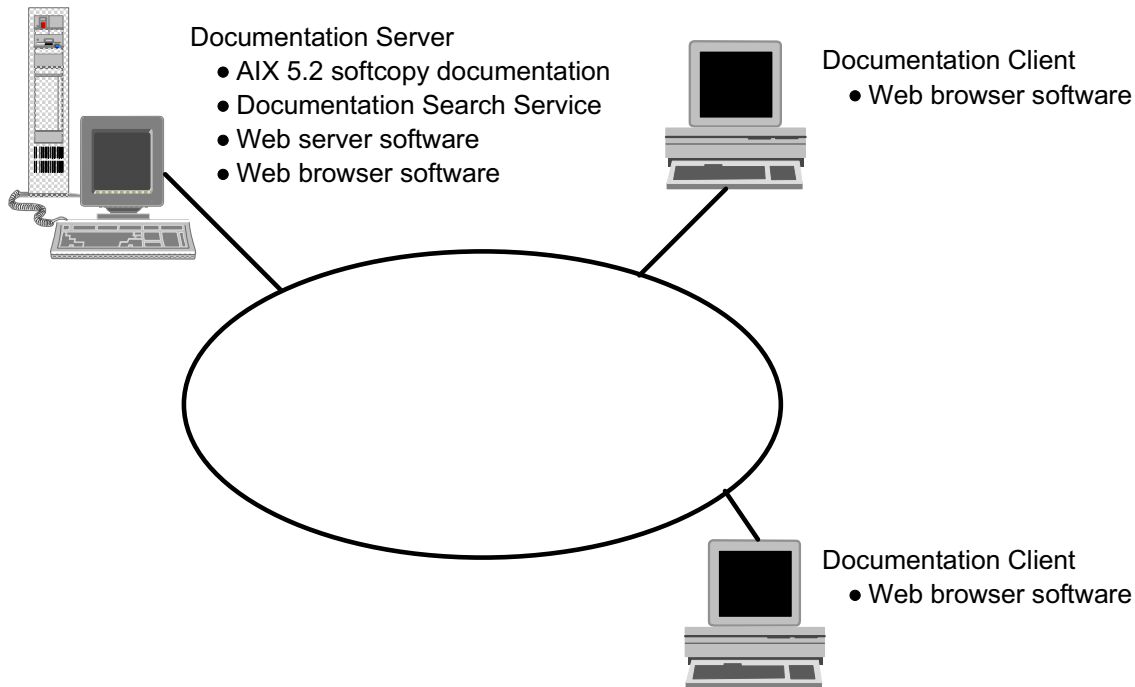 Documentation Server
● AIX 5.2 softcopy documentation
● Documentation Search Service
● Web server software
● Web browser software
Documentation Client
● Web browser software
Documentation Client
● Web browser software